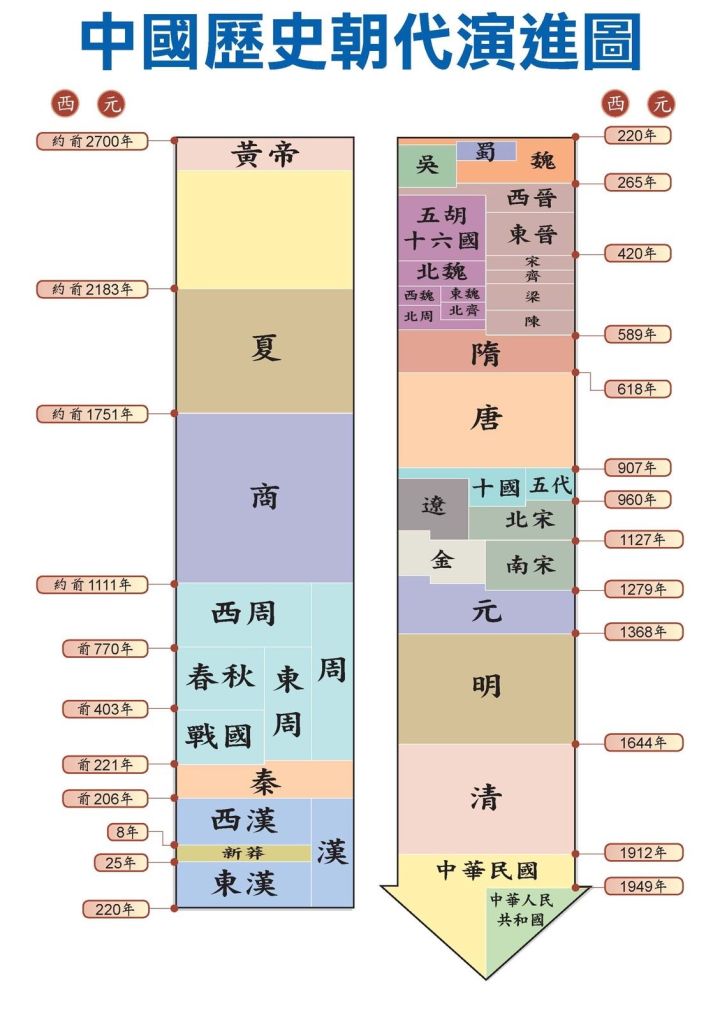 中國歷史朝代演進圖
西 元
約前2700年
黃帝
約前2183年
夏
約前1751年
商
約前1111年
西周
周
前770年
春秋
東周
前403年
戰國
前221年
秦
前206年
西漢
漢
8年
新莽
25年
東漢
220年
西 元
220年
吳
蜀
魏
265年
西晉
五胡
十六國
東晉
420年
北魏
宋
齊
西魏
東魏
梁
北周
北齊
陳
589年
隋
618年
唐
907年
十國
五代
960年
遼
北宋
1127年
金
南宋
1279年
元
1368年
明
1644年
清
1912年
中華民國
1949年
中華人民
共和國